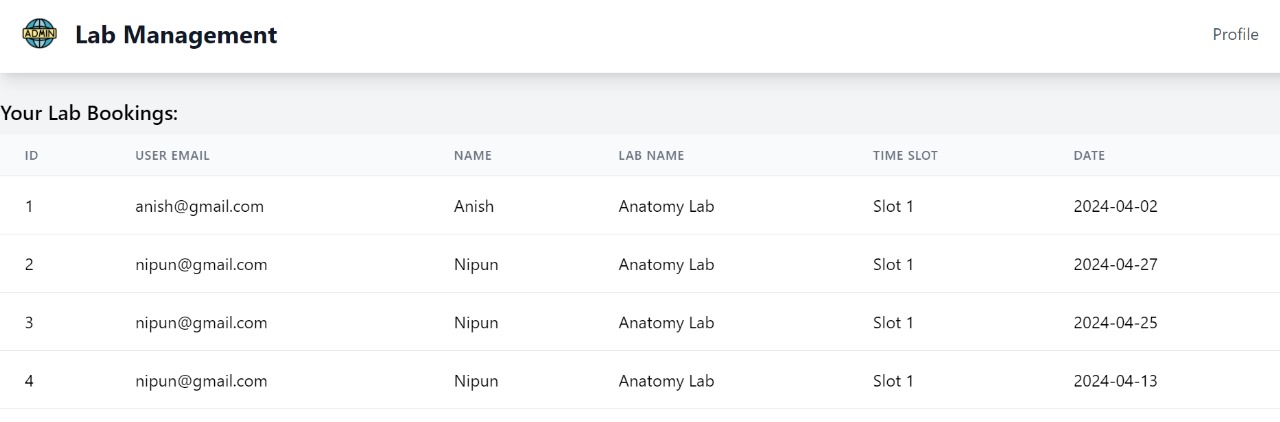 ADMIN Lab Management Profile
Your Lab Bookings:
ID USER EMAIL NAME LAB NAME TIME SLOT DATE
1 anish@gmail.com Anish Anatomy Lab Slot 1 2024-04-02
2 nipun@gmail.com Nipun Anatomy Lab Slot 1 2024-04-27
3 nipun@gmail.com Nipun Anatomy Lab Slot 1 2024-04-25
4 nipun@gmail.com Nipun Anatomy Lab Slot 1 2024-04-13